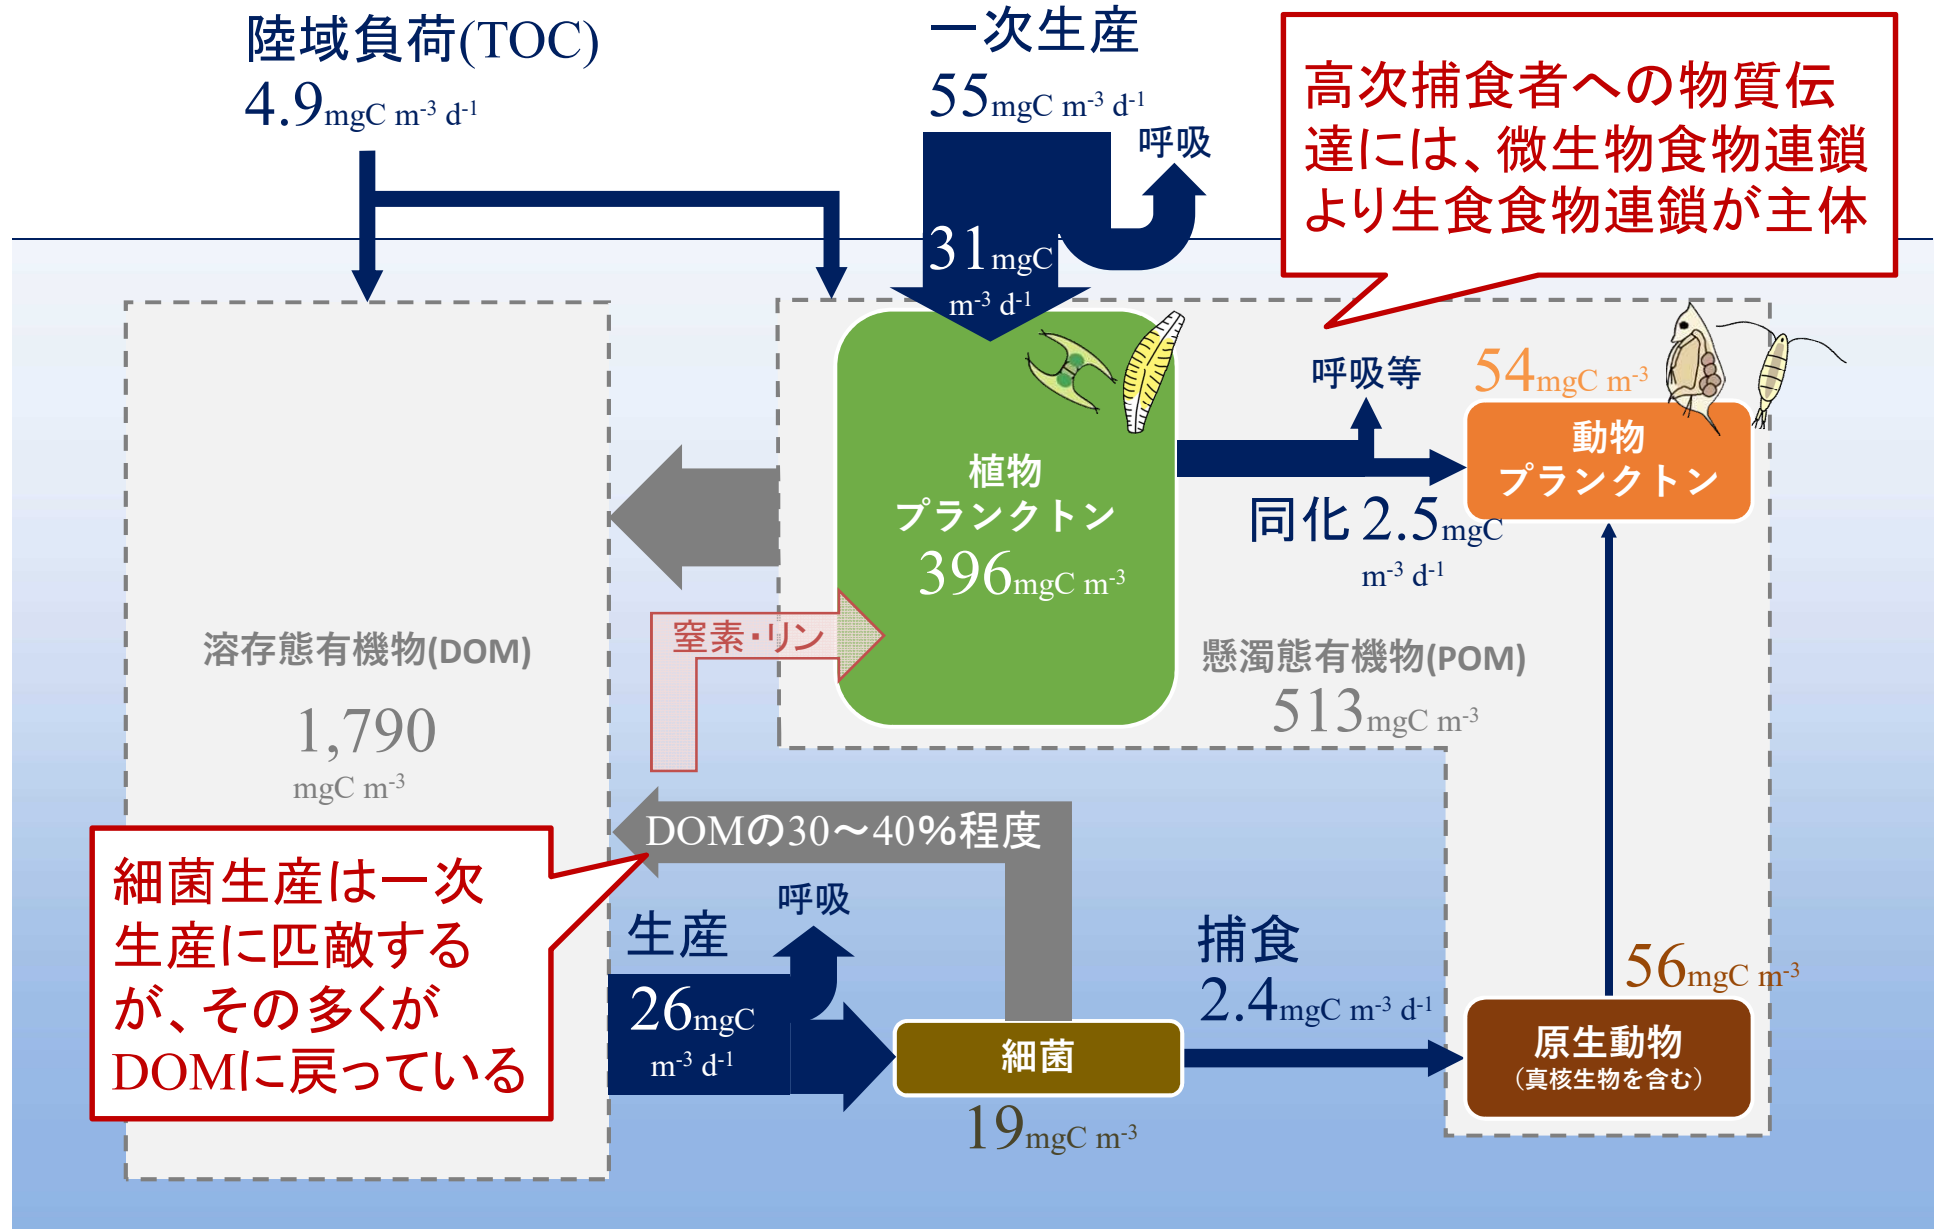 陸域負荷(TOC)
4.9mgC m-3 d-1
一次生産
55mgC m-3 d-1
呼吸
31mgC
m-3 d-1
高次捕食者への物質伝
達には、微生物食物連鎖
より生食食物連鎖が主体
植物
プランクトン
396mgC m-3
呼吸等
54mgC m-3
動物
プランクトン
同化 2.5mgC
m-3 d-1
窒素・リン
溶存態有機物(DOM)
1,790
mgC m-3
懸濁態有機物(POM)
513mgC m-3
DOMの30～40%程度
細菌生産は一次
生産に匹敵する
が、その多くが
DOMに戻っている
生産
呼吸
26mgC
m-3 d-1
細菌
19mgC m-3
捕食
2.4mgC m-3 d-1
56mgC m-3
原生動物
（真核生物を含む）